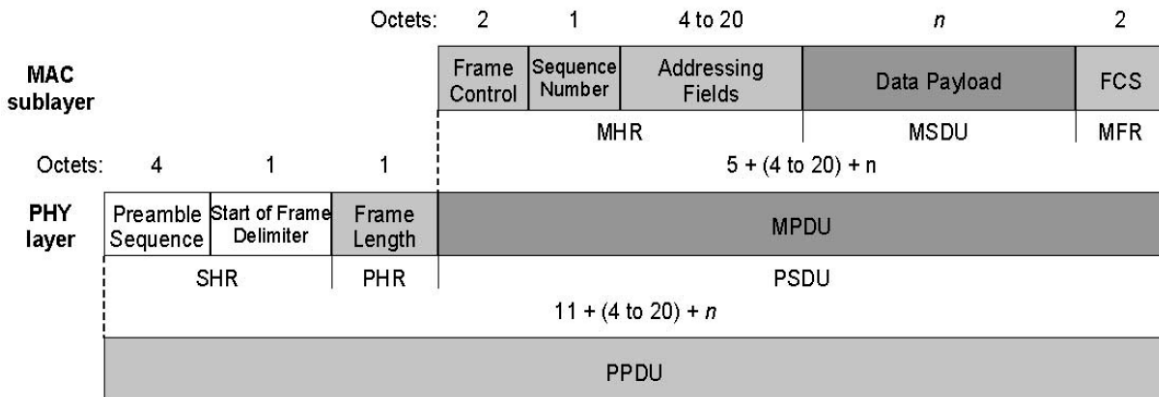 Octets: 2 1 4 to 20 n 2
MAC sublayer
Frame Control
Sequence Number
Addressing Fields
Data Payload
FCS
MHR MSDU MFR
Octets: 4 1 1 5 + (4 to 20) + n
PHY layer
Preamble Sequence
Start of Frame Delimiter
Frame Length
MPDU
SHR PHR PSDU
11 + (4 to 20) + n
PPDU